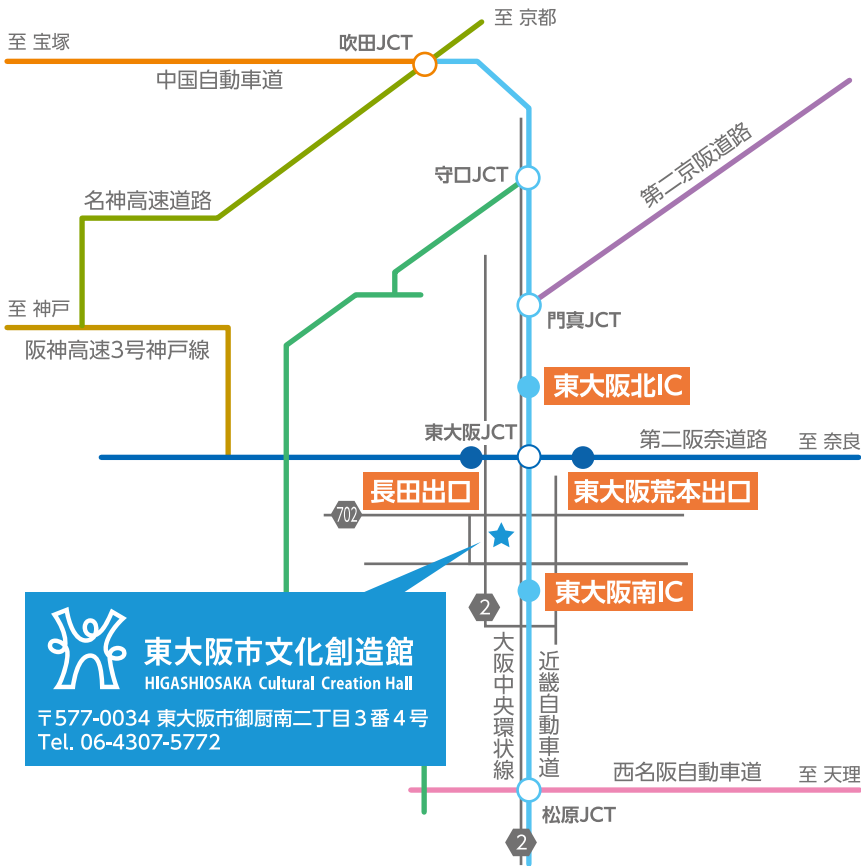 至 京都
至 宝塚
吹田JCT
中国自動車道
守口JCT
第二京阪道路
名神高速道路
至 神戸
門真JCT
阪神高速3号神戸線
東大阪北IC
東大阪JCT
第二阪奈道路
至 奈良
長田出口
東大阪荒本出口
702
東大阪南IC
2
東大阪市文化創造館
HIGASHIOSAKA Cultural Creation Hall
〒577-0034 東大阪市御厨南二丁目3番4号
Tel. 06-4307-5772
大阪中央環状線
近畿自動車道
西名阪自動車道
至 天理
松原JCT
2